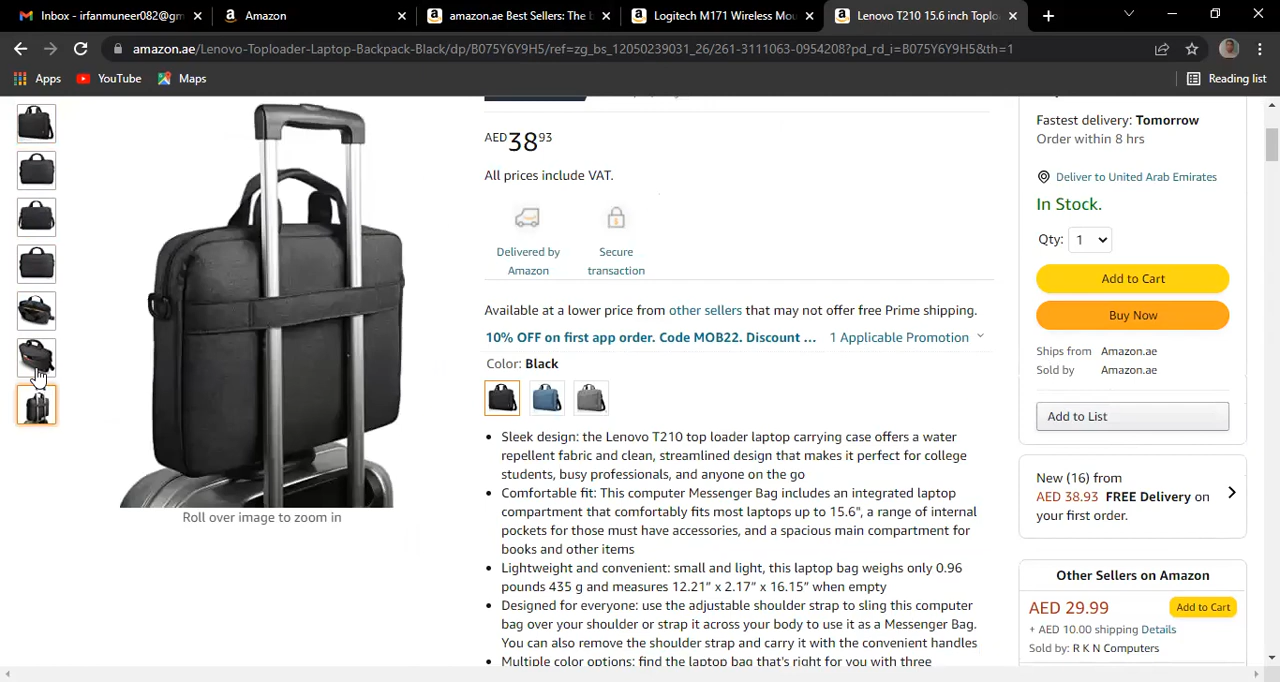 Inbox - irfanmuneer082@gm
Amazon
amazon.ae Best Sellers: The b
Logitech M171 Wireless Mou
Lenovo T210 15.6 inch Toplo
amazon.ae/Lenovo-Toploader-Laptop-Backpack-Black/dp/B075Y6Y9H5/ref=zg_bs_12050239031_26/261-3111063-0954208?pd_rd_i=B075Y6Y9H5&th=1
Apps
YouTube
Maps
Reading list
AED 38 93
All prices include VAT.
Delivered by
Amazon
Secure
transaction
Available at a lower price from other sellers that may not offer free Prime shipping.
10% OFF on first app order. Code MOB22. Discount ... 1 Applicable Promotion
Color: Black
• Sleek design: the Lenovo T210 top loader laptop carrying case offers a water
repellent fabric and clean, streamlined design that makes it perfect for college
students, busy professionals, and anyone on the go
• Comfortable fit: This computer Messenger Bag includes an integrated laptop
compartment that comfortably fits most laptops up to 15.6", a range of internal
pockets for those must have accessories, and a spacious main compartment for
books and other items
• Lightweight and convenient: small and light, this laptop bag weighs only 0.96
pounds 435 g and measures 12.21” x 2.17” x 16.15” when empty
• Designed for everyone: use the adjustable shoulder strap to sling this computer
bag over your shoulder or strap it across your body to use it as a Messenger Bag.
You can also remove the shoulder strap and carry it with the convenient handles
• Multiple color options: find the laptop bag that's right for you with three
Roll over image to zoom in
Fastest delivery: Tomorrow
Order within 8 hrs
Deliver to United Arab Emirates
In Stock.
Qty: 1
Add to Cart
Buy Now
Ships from Amazon.ae
Sold by Amazon.ae
Add to List
New (16) from
AED 38.93 FREE Delivery on
your first order.
Other Sellers on Amazon
AED 29.99
Add to Cart
+ AED 10.00 shipping Details
Sold by: R K N Computers